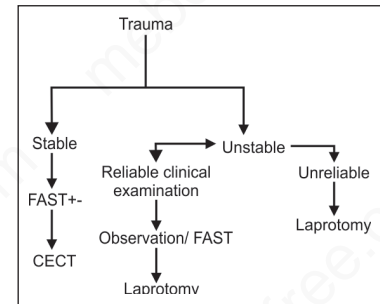 Trauma
Stable
Unstable
Reliable clinical
examination
Unreliable
FAST+-
Observation/ FAST
Laprotomy
CECT
Laprotomy